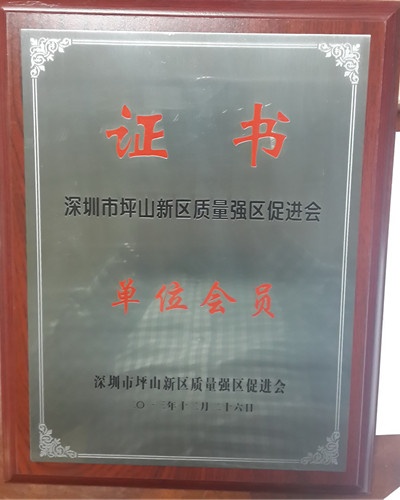 证 书
深圳市坪山新区质量强区促进会
单位会员
深圳市坪山新区质量强区促进会
二〇一三年十二月二十六日